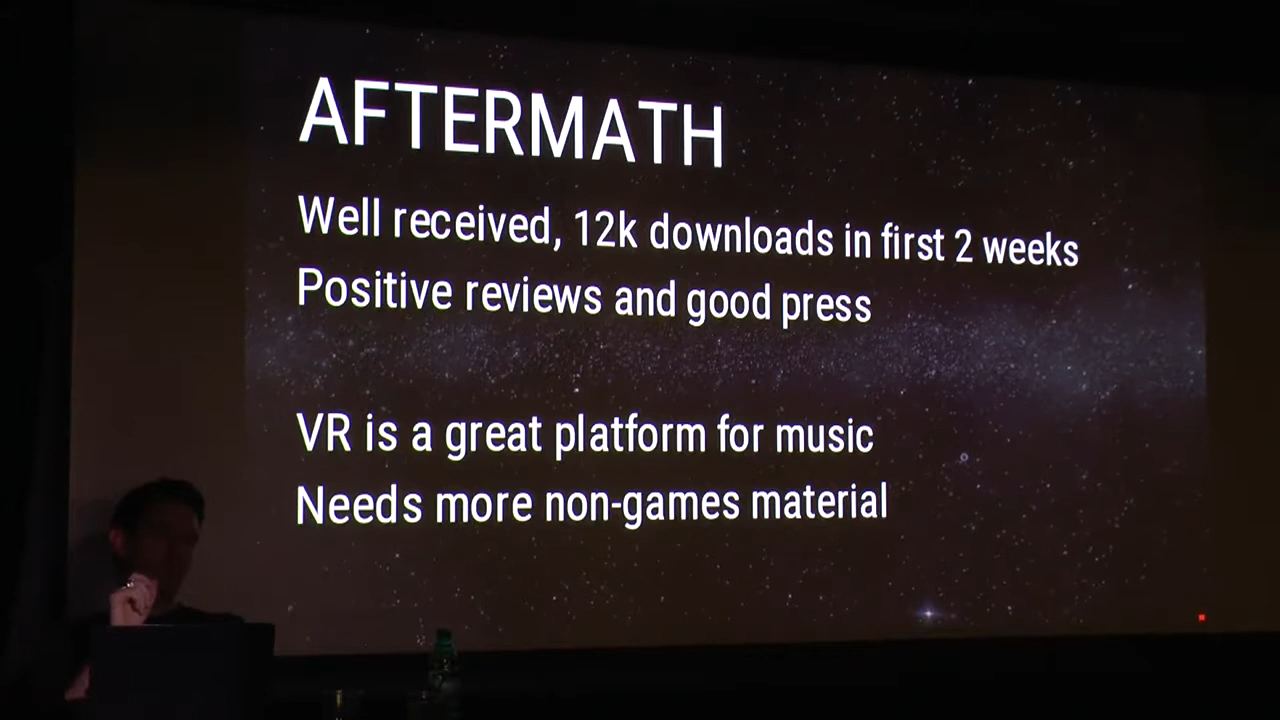 AFTERMATH
Well received, 12k downloads in first 2 weeks
Positive reviews and good press
VR is a great platform for music
Needs more non-games material